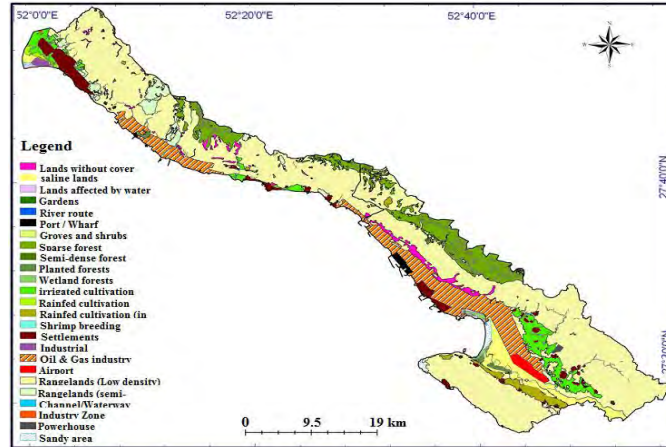 52°0'0"E
52°20'0"E
52°40'0"E
27°40'0"N
27°30'0"N
Legend
Lands without cover
saline lands
Lands affected by water
Gardens
River route
Port / Wharf
Groves and shrubs
Sparse forest
Semi-dense forest
Planted forests
Wetland forests
irrigated cultivation
Rainfed cultivation
Rainfed cultivation (in
Shrimp breeding
Settlements
Industrial
Oil & Gas industry
Airport
Rangelands (Low density)
Rangelands (semi-
Channel/Waterway
Industry Zone
Powerhouse
Sandy area
0 9.5 19 km